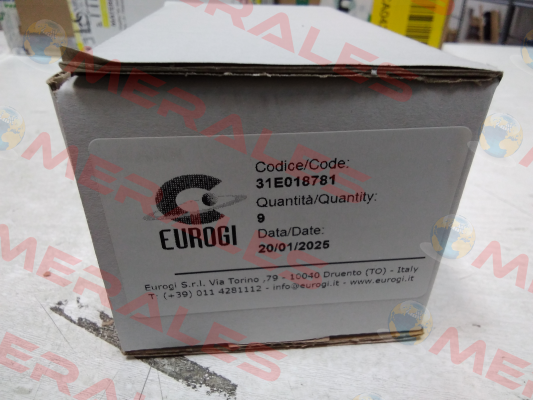 Codice/Code:
31E018781
Quantità/Quantity:
9
Data/Date:
20/01/2025
EUROGI
Eurogi S.r.l. Via Torino ,79 - 10040 Druento (TO) - Italy
T: (+39) 011 4281112 - info@eurogi.it - www.eurogi.it
MERALES